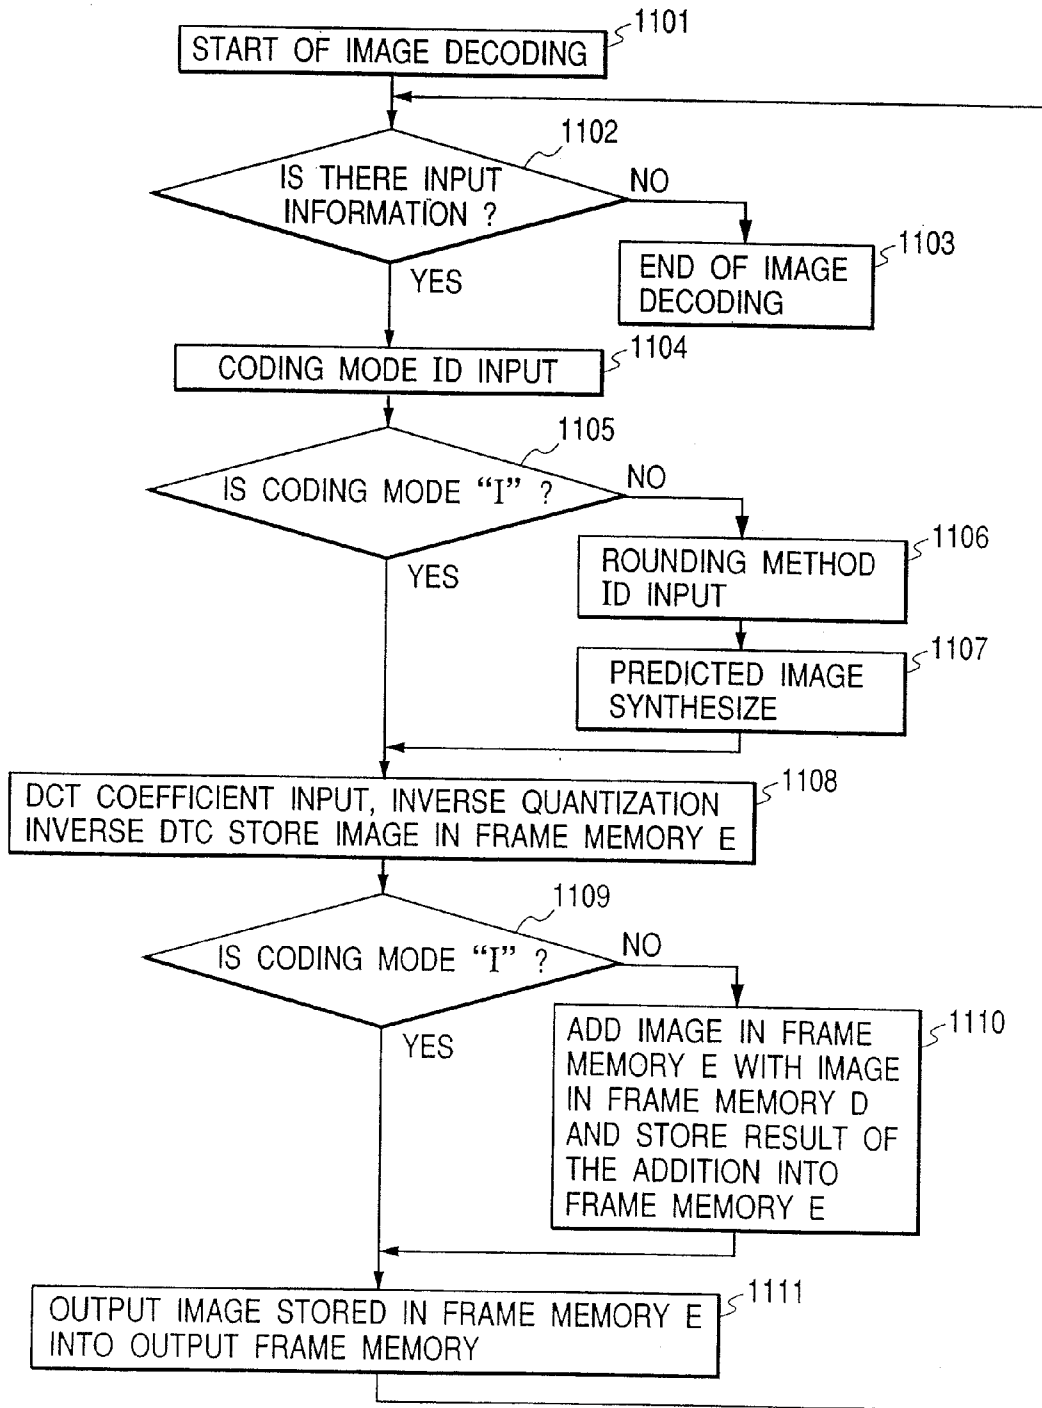 1101
START OF IMAGE DECODING
1102
IS THERE INPUT
INFORMATION ?
NO
YES
1103
END OF IMAGE
DECODING
1104
CODING MODE ID INPUT
1105
IS CODING MODE “I” ?
NO
YES
1106
ROUNDING METHOD
ID INPUT
1107
PREDICTED IMAGE
SYNTHESIZE
1108
DCT COEFFICIENT INPUT, INVERSE QUANTIZATION
INVERSE DTC STORE IMAGE IN FRAME MEMORY E
1109
IS CODING MODE “I” ?
NO
YES
1110
ADD IMAGE IN FRAME
MEMORY E WITH IMAGE
IN FRAME MEMORY D
AND STORE RESULT OF
THE ADDITION INTO
FRAME MEMORY E
1111
OUTPUT IMAGE STORED IN FRAME MEMORY E
INTO OUTPUT FRAME MEMORY